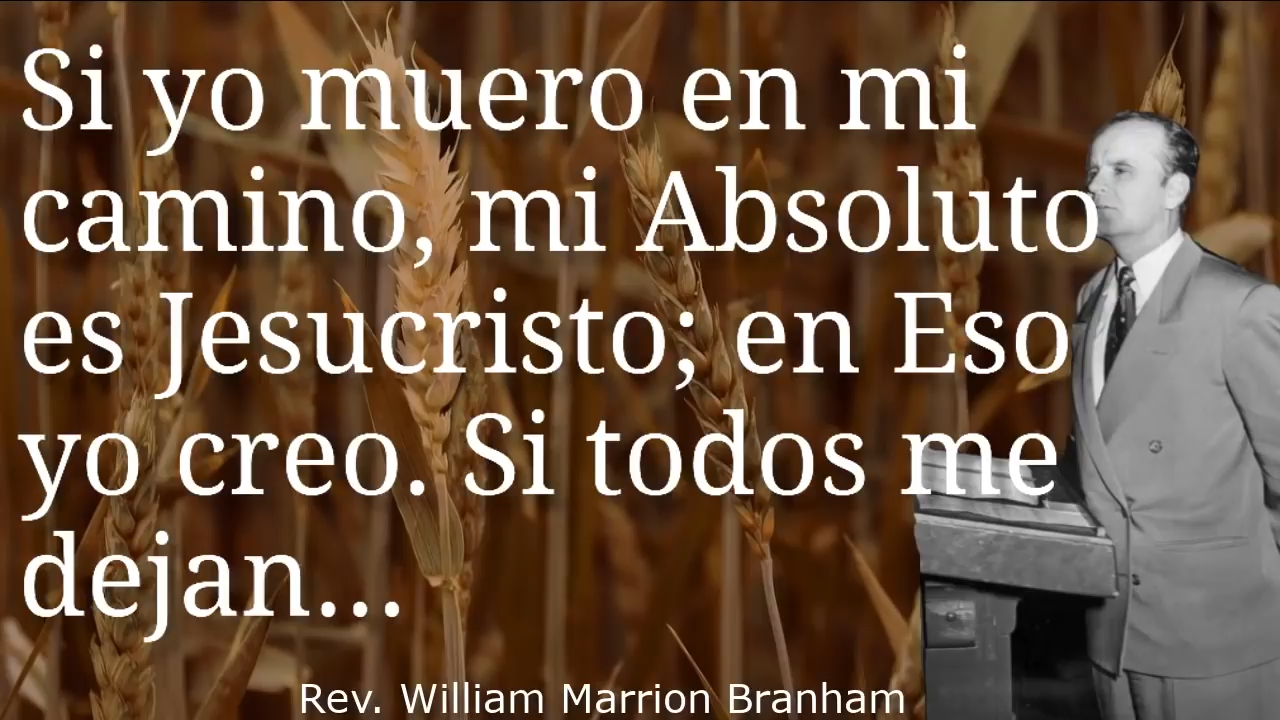 Si yo muero en mi
camino, mi Absoluto
es Jesucristo; en Eso
yo creo. Si todos me
dejan...
Rev. William Marrion Branham